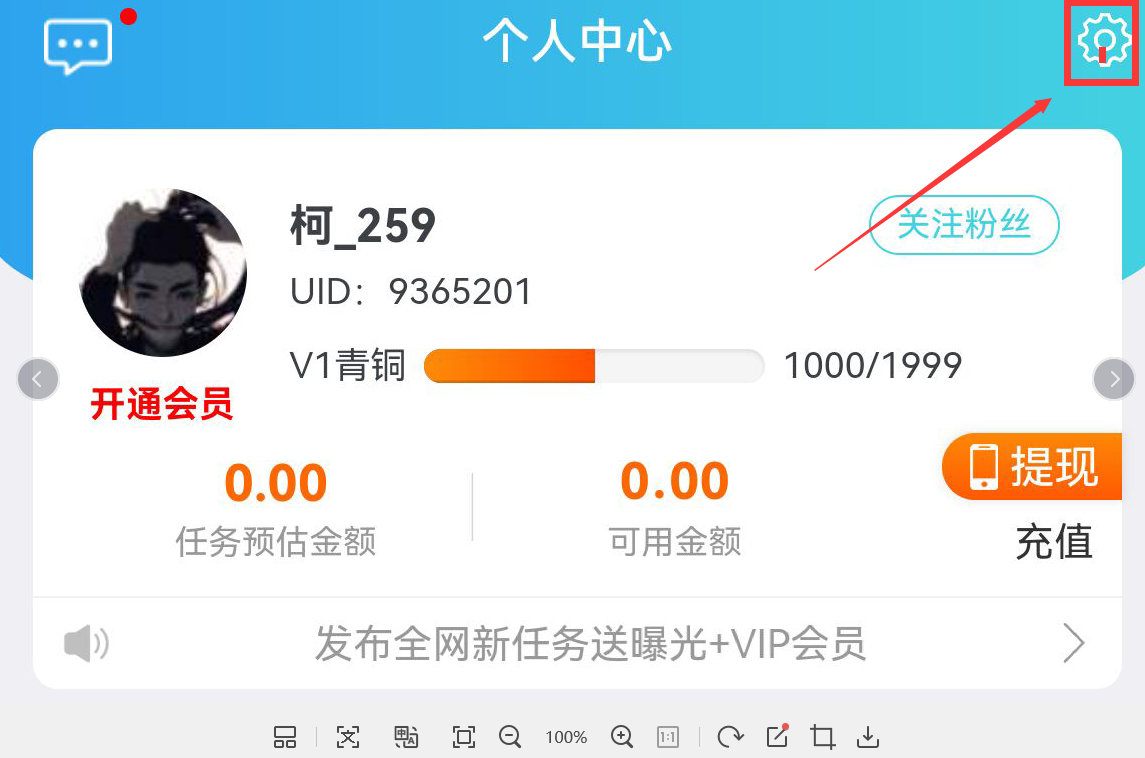 个人中心
柯_259
关注粉丝
UID：9365201
V1青铜
1000/1999
开通会员
0.00
0.00
提现
任务预估金额
可用金额
充值
发布全网新任务送曝光+VIP会员
100%
1:1